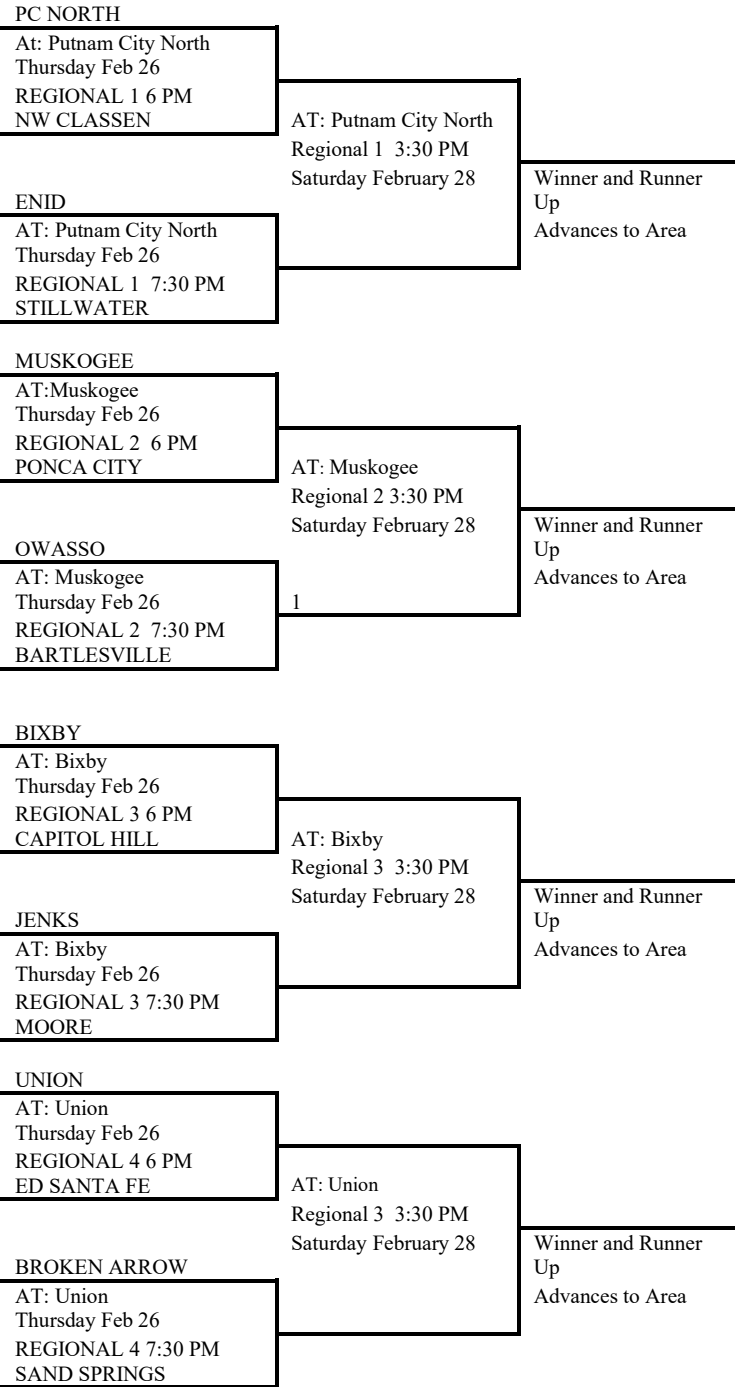 PC NORTH
At: Putnam City North
Thursday Feb 26
REGIONAL 1 6 PM
NW CLASSEN
AT: Putnam City North
Regional 1  3:30 PM
Saturday February 28
Winner and Runner
Up
Advances to Area
ENID
AT: Putnam City North
Thursday Feb 26
REGIONAL 1  7:30 PM
STILLWATER
MUSKOGEE
AT:Muskogee
Thursday Feb 26
REGIONAL 2  6 PM
PONCA CITY
AT: Muskogee
Regional 2 3:30 PM
Saturday February 28
Winner and Runner
Up
Advances to Area
OWASSO
AT: Muskogee
Thursday Feb 26
1
REGIONAL 2  7:30 PM
BARTLESVILLE
BIXBY
AT: Bixby
Thursday Feb 26
REGIONAL 3 6 PM
CAPITOL HILL
AT: Bixby
Regional 3  3:30 PM
Saturday February 28
Winner and Runner
Up
Advances to Area
JENKS
AT: Bixby
Thursday Feb 26
REGIONAL 3 7:30 PM
MOORE
UNION
AT: Union
Thursday Feb 26
REGIONAL 4 6 PM
ED SANTA FE
AT: Union
Regional 3  3:30 PM
Saturday February 28
Winner and Runner
Up
Advances to Area
BROKEN ARROW
AT: Union
Thursday Feb 26
REGIONAL 4 7:30 PM
SAND SPRINGS